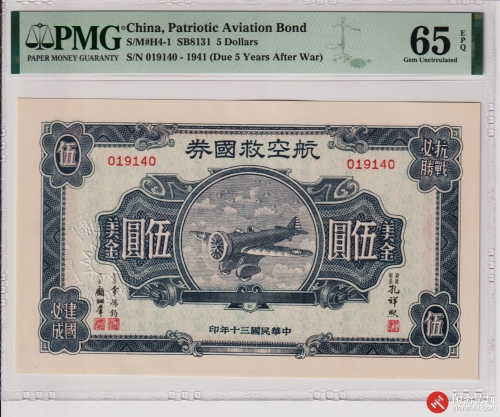 PMG
PAPER MONEY GUARANTY
China, Patriotic Aviation Bond
S/M#H4-1 SB8131 5 Dollars
S/N 019140 - 1941 (Due 5 Years After War)
65 EPQ
Gem Uncirculated
券國救空航
伍
019140
019140
抗戰
必勝
美金
伍圓
圓伍
美金
孔祥熙
建國
必成
伍
印年十三國民華中